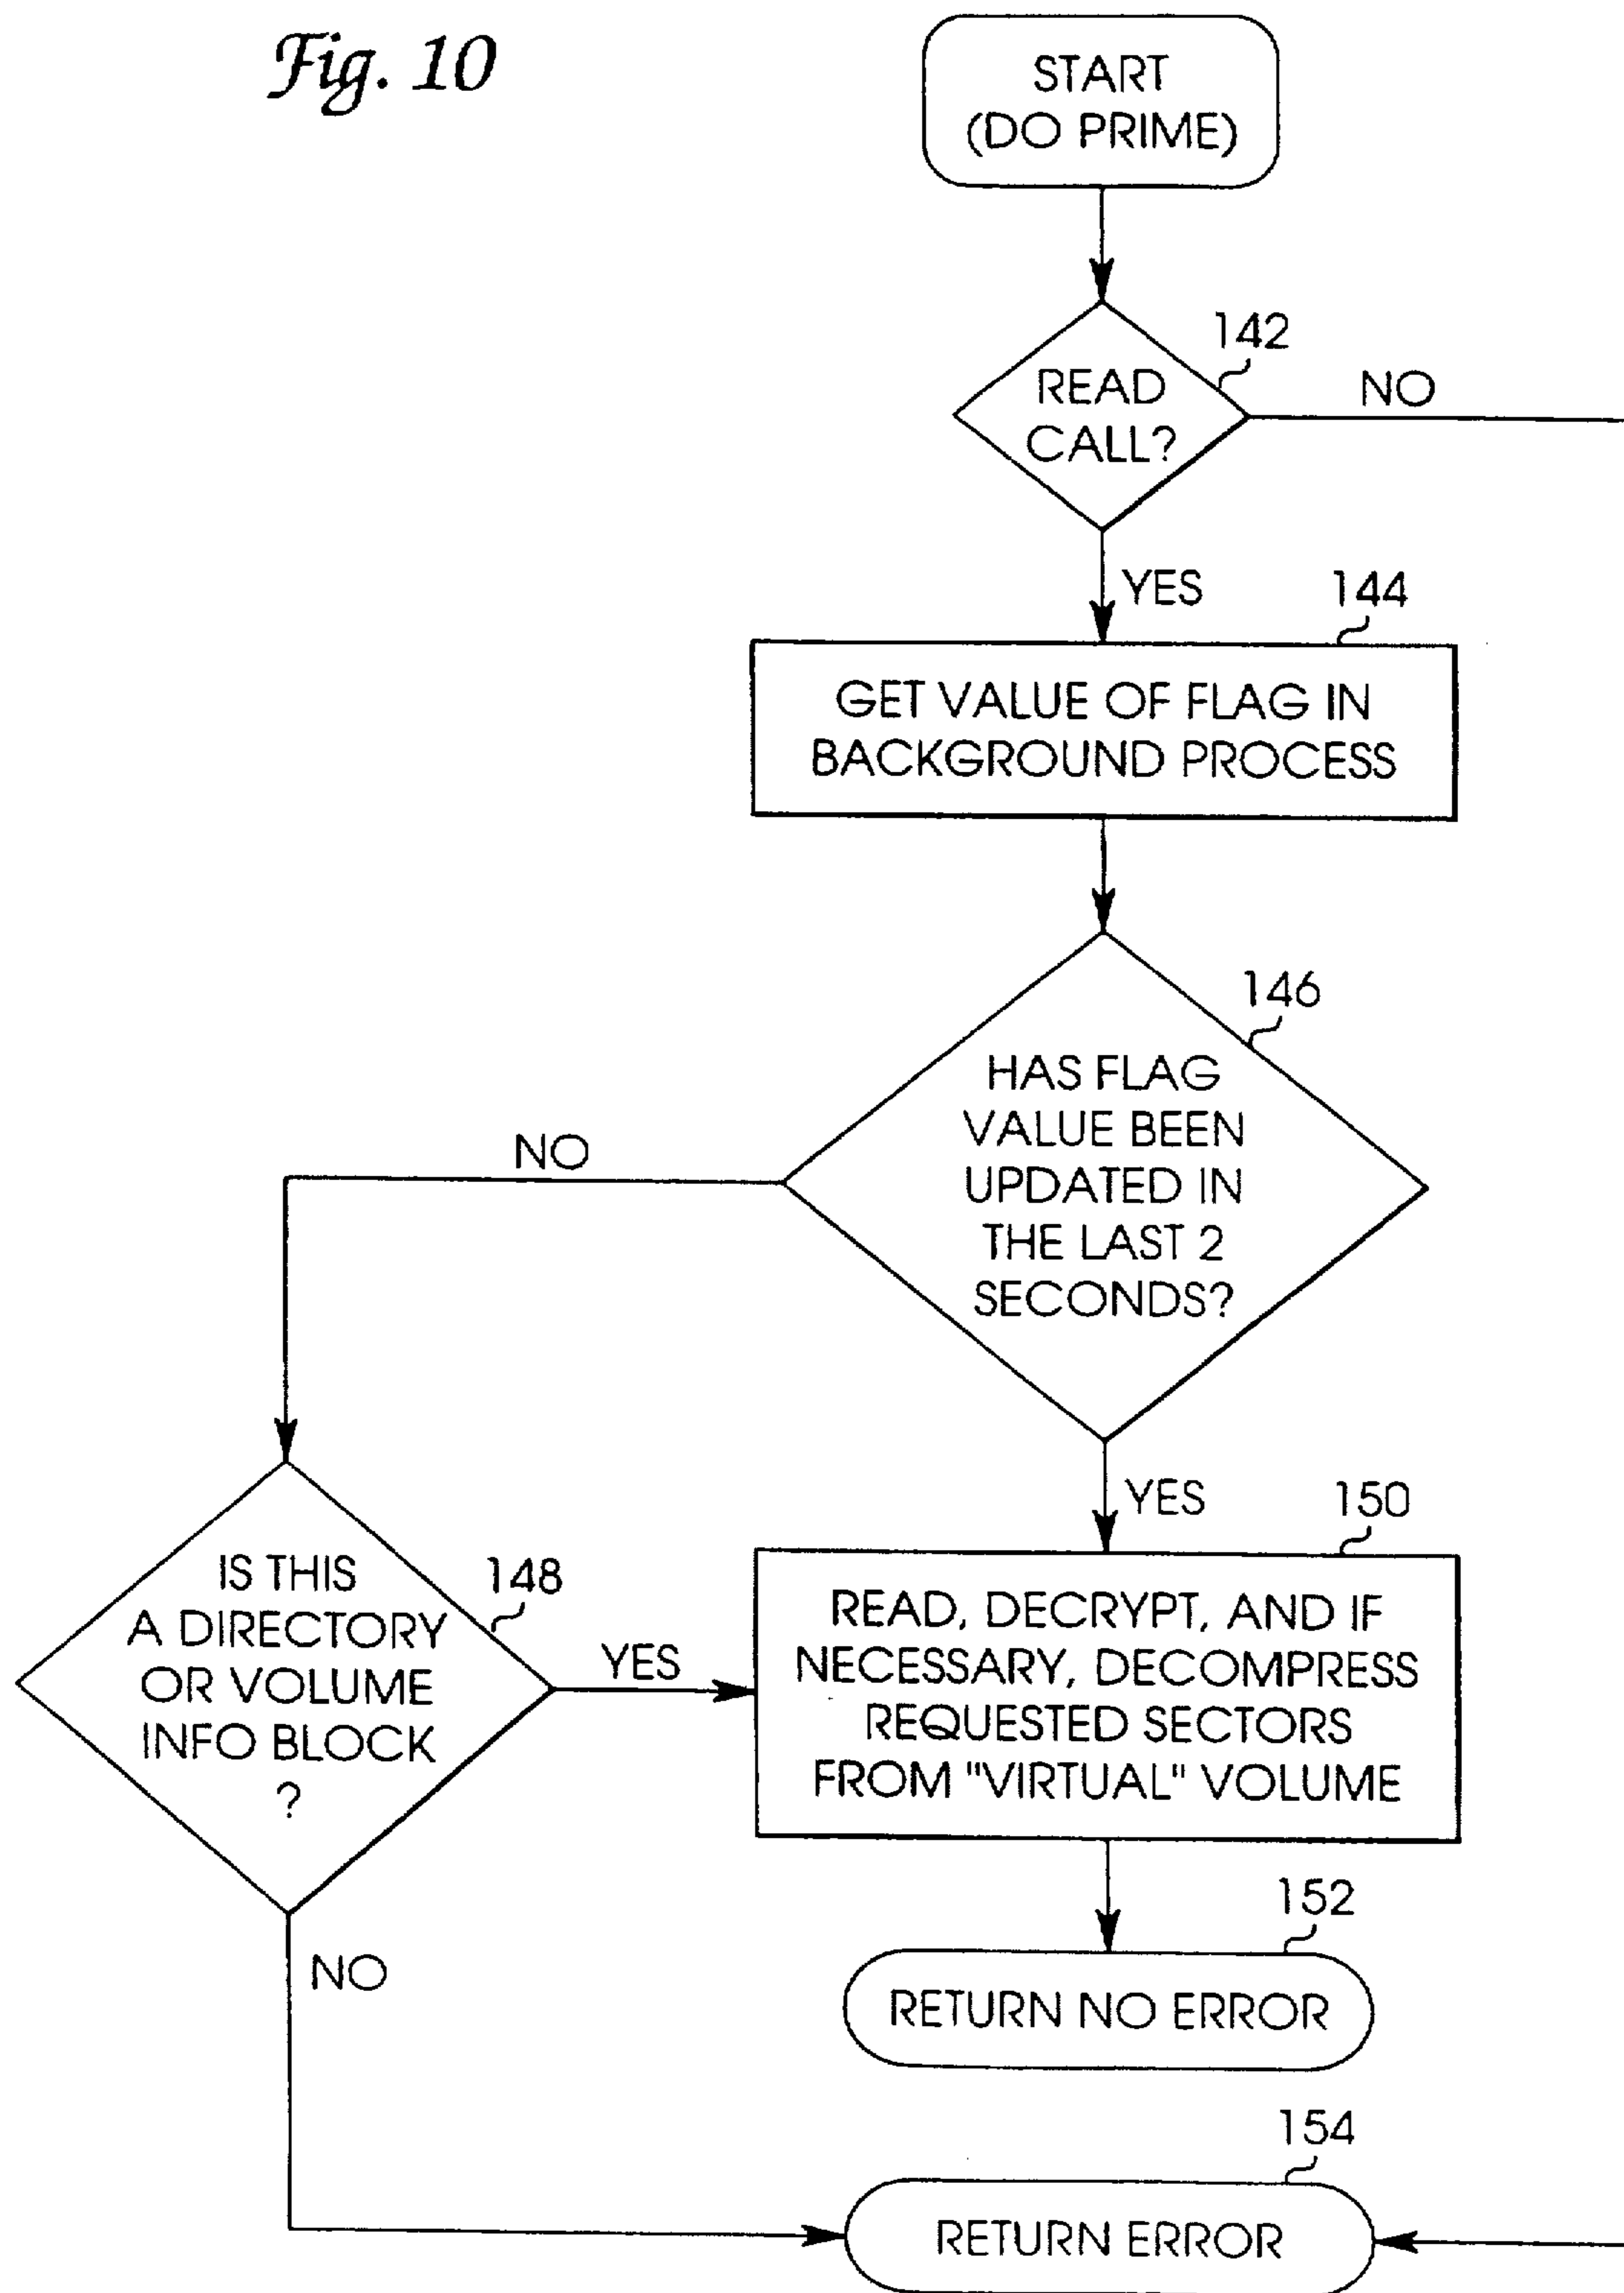 Fig. 10
START
(DO PRIME)
142
READ
CALL?
NO
YES
144
GET VALUE OF FLAG IN
BACKGROUND PROCESS
146
HAS FLAG
VALUE BEEN
UPDATED IN
THE LAST 2
SECONDS?
NO
YES
148
IS THIS
A DIRECTORY
OR VOLUME
INFO BLOCK
?
YES
NO
150
READ, DECRYPT, AND IF
NECESSARY, DECOMPRESS
REQUESTED SECTORS
FROM "VIRTUAL" VOLUME
152
RETURN NO ERROR
154
RETURN ERROR